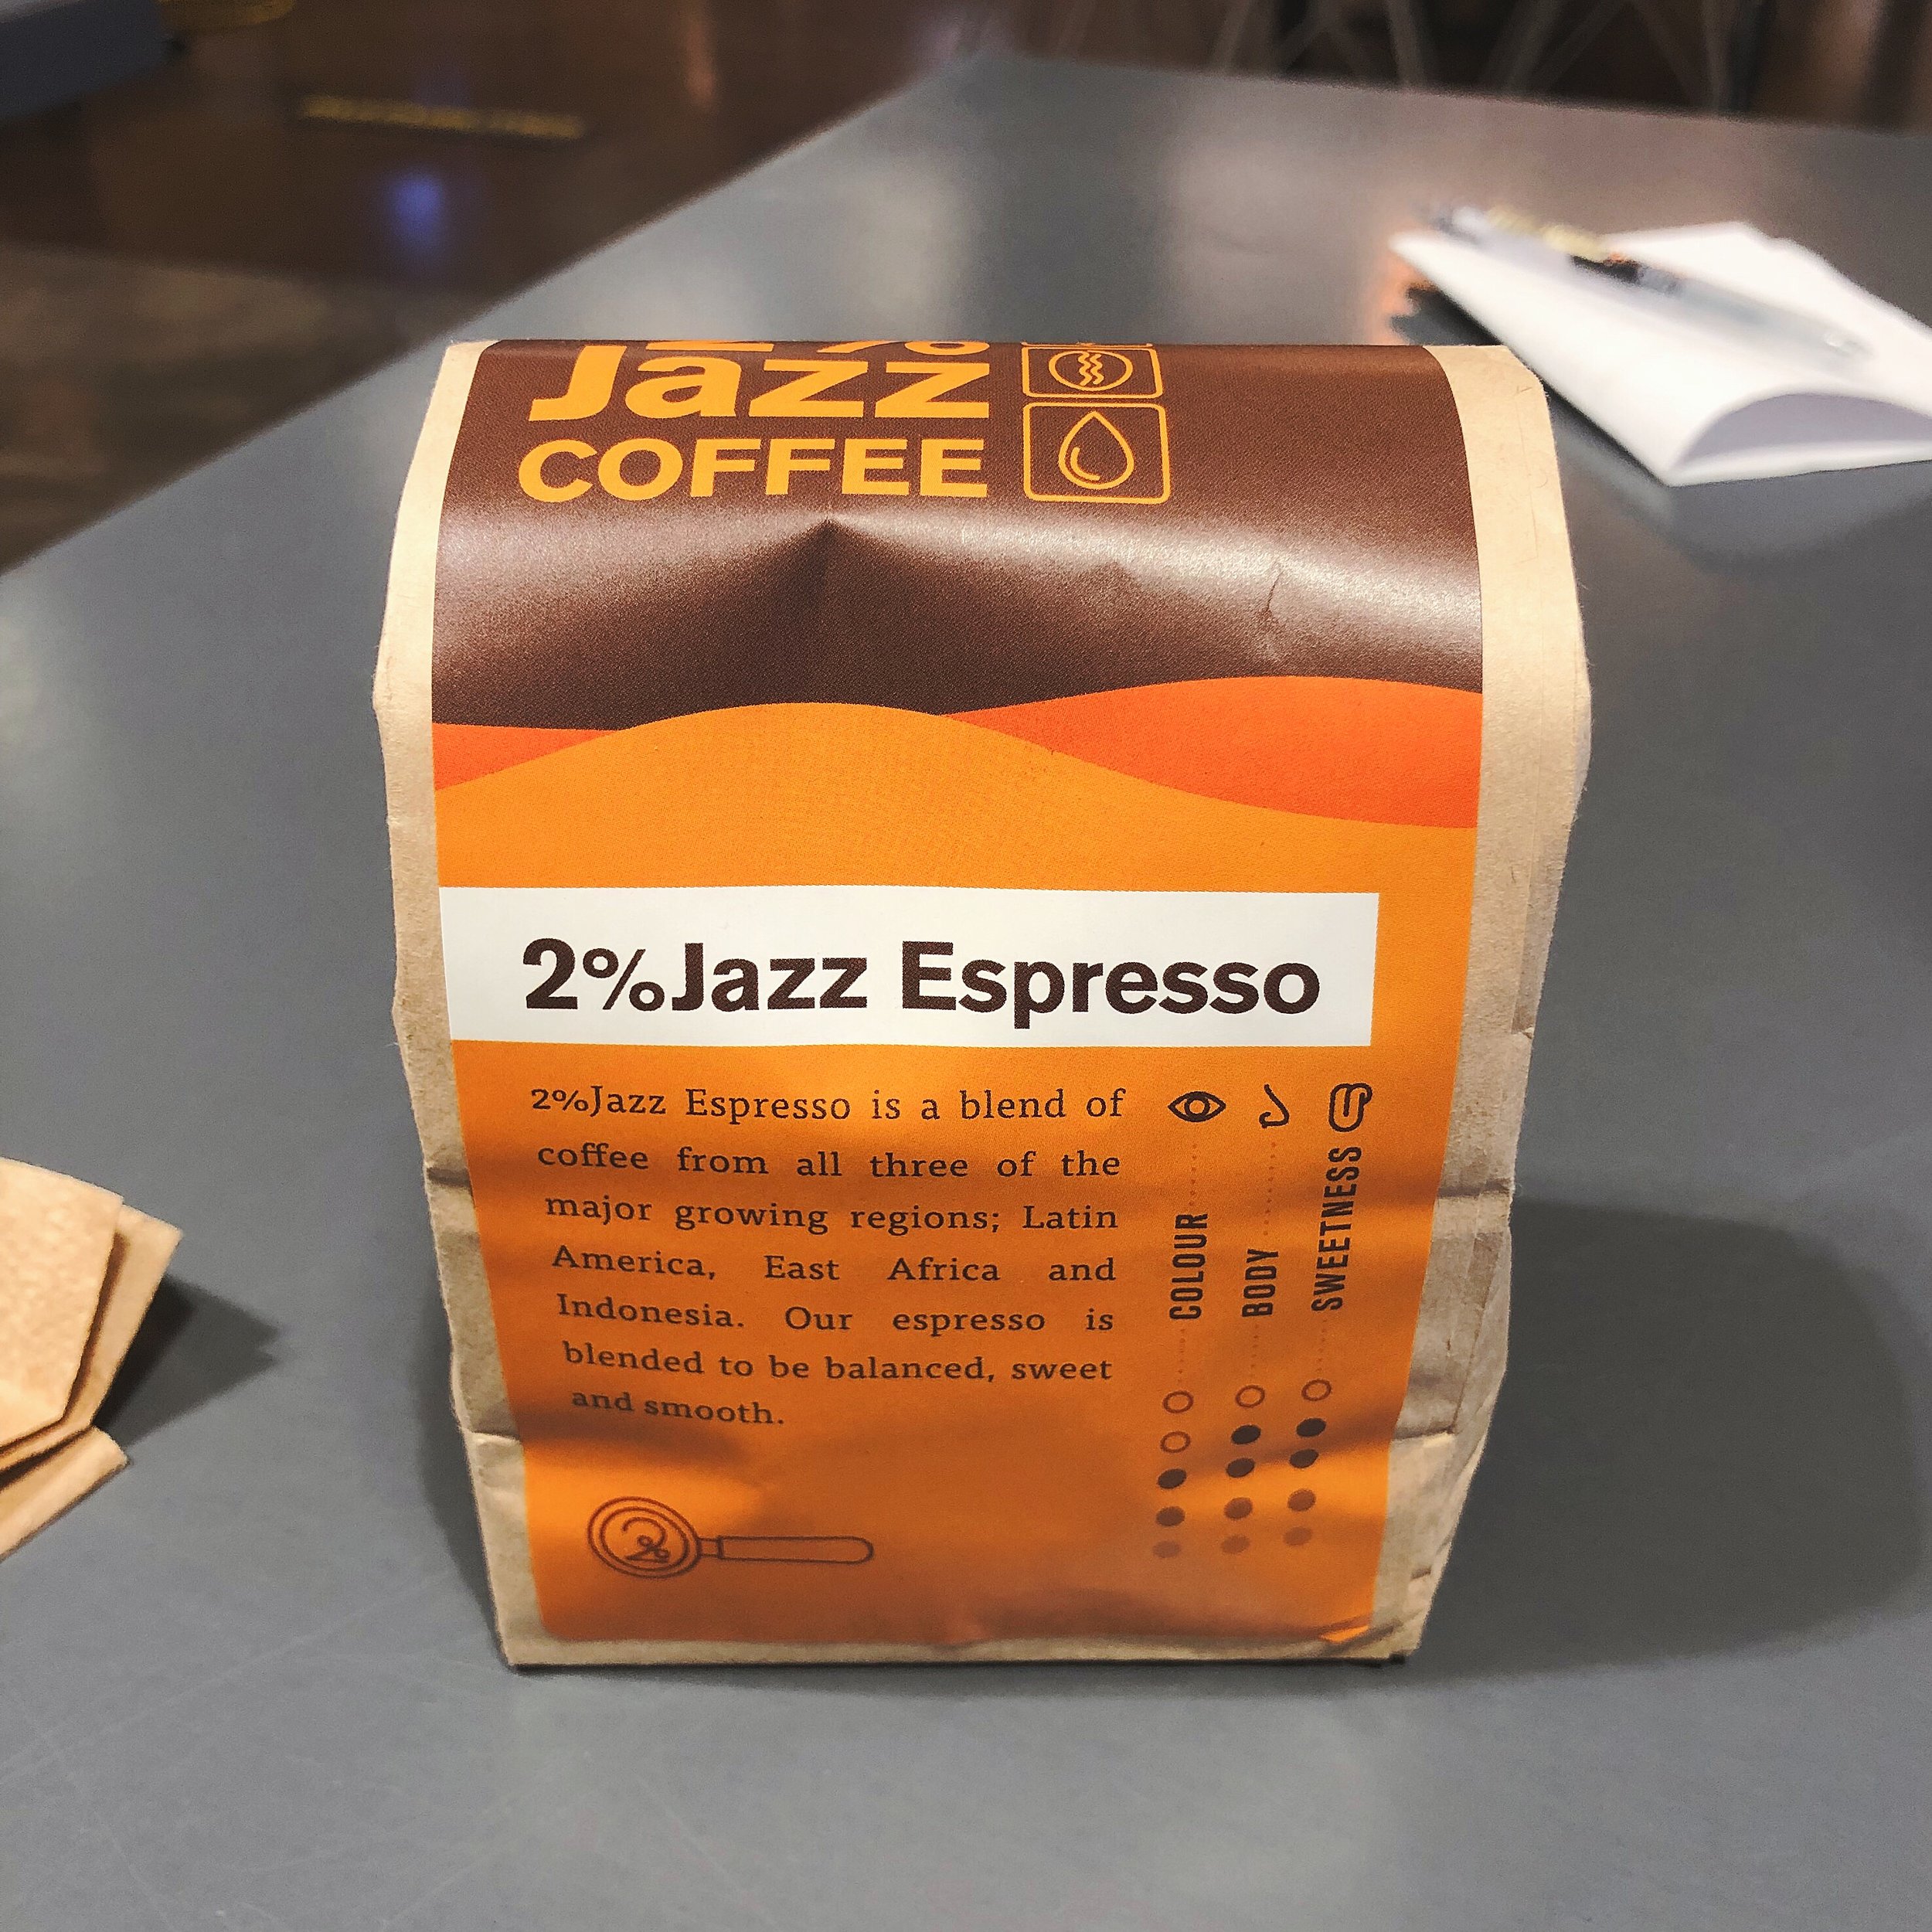 2%
Jazz
COFFEE
2%Jazz Espresso
2%Jazz Espresso is a blend of
coffee from all three of the
major growing regions; Latin
America, East Africa and
Indonesia. Our espresso is
blended to be balanced, sweet
and smooth.
COLOUR
BODY
SWEETNESS
2%